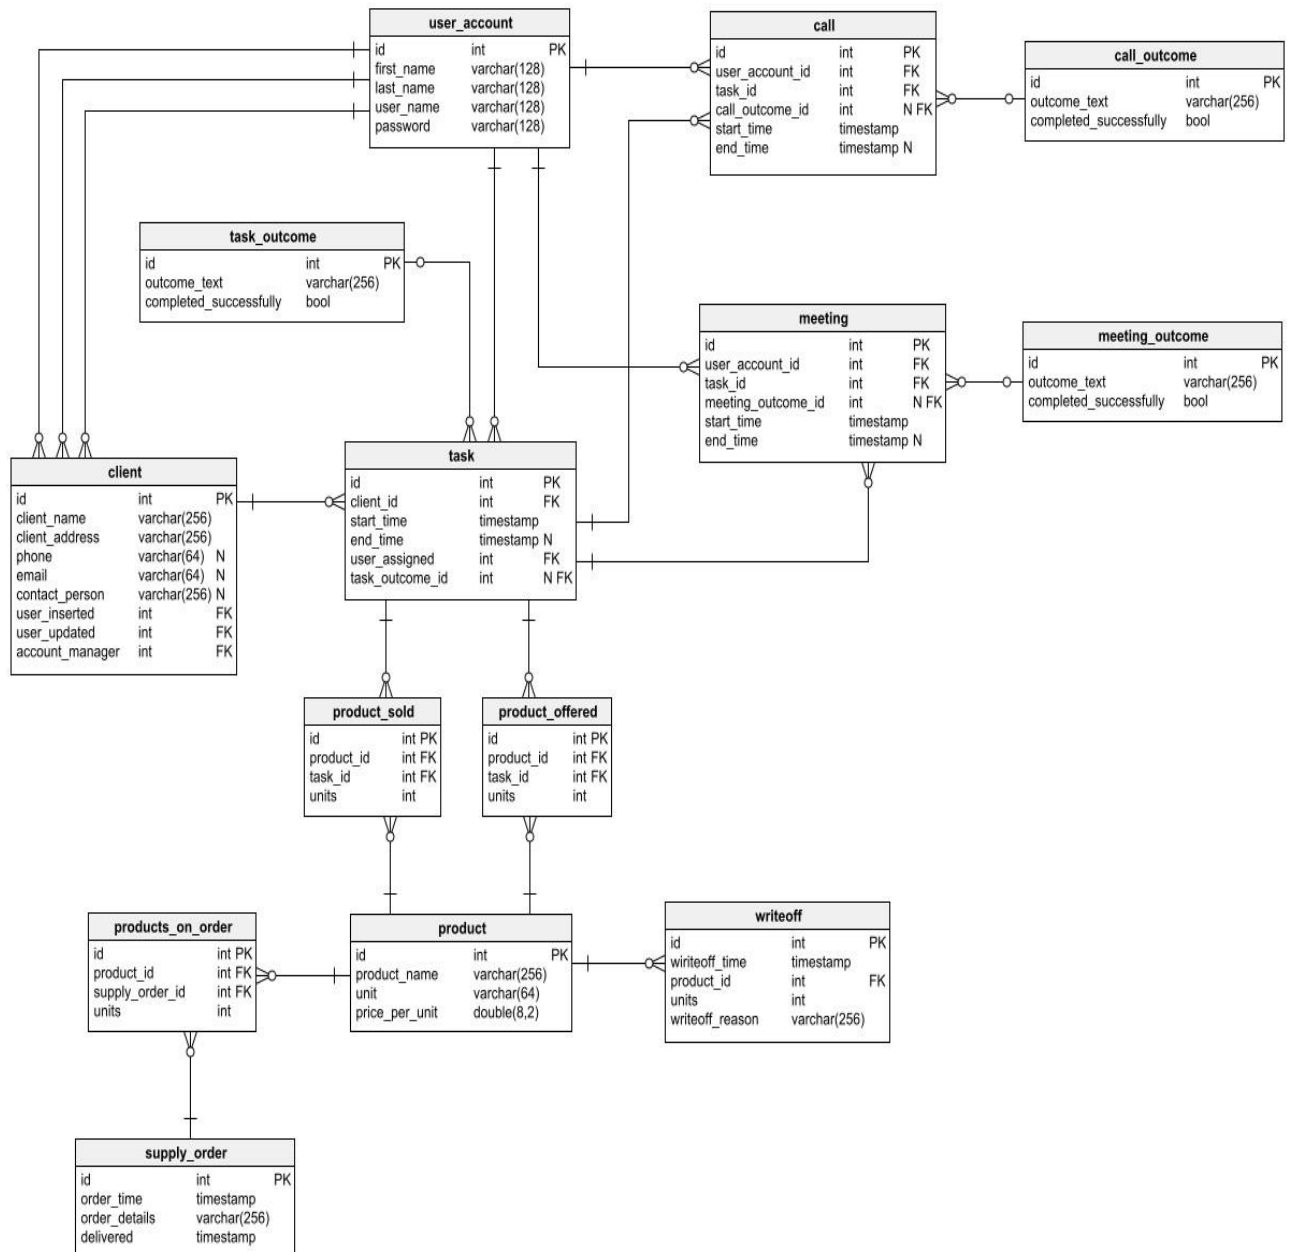 user_account
id int PK
first_name varchar(128)
last_name varchar(128)
user_name varchar(128)
password varchar(128)
call
id int PK
user_account_id int FK
task_id int FK
call_outcome_id int N FK
start_time timestamp
end_time timestamp N
call_outcome
id int PK
outcome_text varchar(256)
completed_successfully bool
task_outcome
id int PK
outcome_text varchar(256)
completed_successfully bool
meeting
id int PK
user_account_id int FK
task_id int FK
meeting_outcome_id int N FK
start_time timestamp
end_time timestamp N
meeting_outcome
id int PK
outcome_text varchar(256)
completed_successfully bool
client
id int PK
client_name varchar(256)
client_address varchar(256)
phone varchar(64) N
email varchar(64) N
contact_person varchar(256) N
user_inserted int FK
user_updated int FK
account_manager int FK
task
id int PK
client_id int FK
start_time timestamp
end_time timestamp N
user_assigned int FK
task_outcome_id int N FK
product_sold
id int PK
product_id int FK
task_id int FK
units int
product_offered
id int PK
product_id int FK
task_id int FK
units int
products_on_order
id int PK
product_id int FK
supply_order_id int FK
units int
product
id int PK
product_name varchar(256)
unit varchar(64)
price_per_unit double(8,2)
writeoff
id int PK
wiriteoff_time timestamp
product_id int FK
units int
writeoff_reason varchar(256)
supply_order
id int PK
order_time timestamp
order_details varchar(256)
delivered timestamp